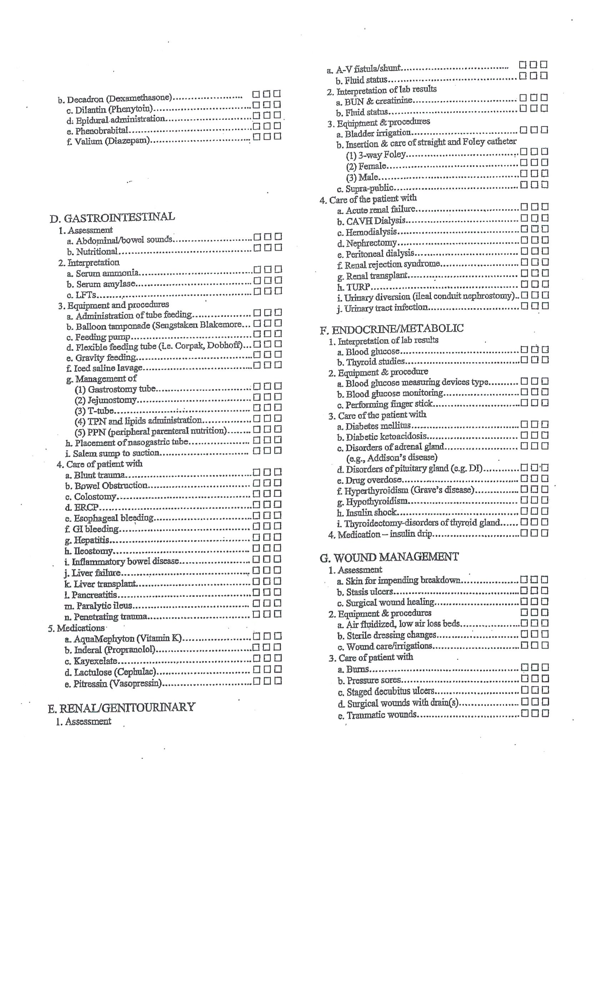 b. Decadron (Dexamethasone)....................... ☐ ☐ ☐
c. Dilantin (Phenytoin)................................☐ ☐ ☐
d. Epidural administration............................☐ ☐ ☐
e. Phenobrabital........................................☐ ☐ ☐
f. Valium (Diazepam).................................☐ ☐ ☐
D. GASTROINTESTINAL
1. Assessment
a. Abdominal/bowel sounds..........................☐ ☐ ☐
b. Nutritional...........................................☐ ☐ ☐
2. Interpretation
a. Serum ammonia.....................................☐ ☐ ☐
b. Serum amylase......................................☐ ☐ ☐
c. LFTs...................................................☐ ☐ ☐
3. Equipment and procedures
a. Administration of tube feeding...................☐ ☐ ☐
b. Balloon tamponade (Sengstaken Blakemore... ☐ ☐ ☐
c. Feeding pump.......................................☐ ☐ ☐
d. Flexible feeding tube (i.e. Corpak, Dobhoff)...☐ ☐ ☐
e. Gravity feeding......................................☐ ☐ ☐
f. Iced saline lavage....................................☐ ☐ ☐
g. Management of
(1) Gastrostomy tube...............................☐ ☐ ☐
(2) Jejunostomy..................................... ☐ ☐ ☐
(3) T-tube............................................. ☐ ☐ ☐
(4) TPN and lipids administration................☐ ☐ ☐
(5) PPN (peripheral parenteral nutrition)........ ☐ ☐ ☐
h. Placement of nasogastric tube.................... ☐ ☐ ☐
i. Salem sump to suction............................. ☐ ☐ ☐
4. Care of patient with
a. Blunt trauma.........................................☐ ☐ ☐
b. Bowel Obstruction................................. ☐ ☐ ☐
c. Colostomy........................................... ☐ ☐ ☐
d. ERCP..................................................☐ ☐ ☐
e. Esophageal bleeding................................☐ ☐ ☐
f. GI bleeding.......................................... ☐ ☐ ☐
g. Hepatitis............................................. ☐ ☐ ☐
h. Ileostomy............................................ ☐ ☐ ☐
i. Inflammatory bowel disease....................... ☐ ☐ ☐
j. Liver failure.......................................... ☐ ☐ ☐
k. Liver transplant...................................... ☐ ☐ ☐
l. Pancreatitis............................................☐ ☐ ☐
m. Paralytic ileus...................................... ☐ ☐ ☐
n. Penetrating trauma.................................. ☐ ☐ ☐
5. Medications
a. AquaMephyton (Vitamin K)...................... ☐ ☐ ☐
b. Inderal (Propranolol)................................☐ ☐ ☐
c. Kayexelate............................................☐ ☐ ☐
d. Lactulose (Cephulac)............................... ☐ ☐ ☐
e. Pitressin (Vasopressin)..............................☐ ☐ ☐
E. RENAL/GENITOURINARY
1. Assessment
a. A-V fistula/shunt.................................... ☐ ☐ ☐
b. Fluid status...........................................☐ ☐ ☐
2. Interpretation of lab results
a. BUN & creatinine...................................☐ ☐ ☐
b. Fluid status...........................................☐ ☐ ☐
3. Equipment & procedures
a. Bladder irrigation...................................☐ ☐ ☐
b. Insertion & care of straight and Foley catheter
(1) 3-way Foley.....................................☐ ☐ ☐
(2) Female............................................☐ ☐ ☐
(3) Male...............................................☐ ☐ ☐
c. Supra-public......................................... ☐ ☐ ☐
4. Care of the patient with
a. Acute renal failure..................................☐ ☐ ☐
b. CAVH Dialysis..................................... ☐ ☐ ☐
c. Hemodialysis........................................ ☐ ☐ ☐
d. Nephrectomy........................................ ☐ ☐ ☐
e. Peritoneal dialysis.................................. ☐ ☐ ☐
f. Renal rejection syndrome.......................... ☐ ☐ ☐
g. Renal transplant.................................... ☐ ☐ ☐
h. TURP................................................. ☐ ☐ ☐
i. Urinary diversion (ileal conduit nephrostomy).. ☐ ☐ ☐
j. Urinary tract infection..............................☐ ☐ ☐
F. ENDOCRINE/METABOLIC
1. Interpretation of lab results
a. Blood glucose........................................☐ ☐ ☐
b. Thyroid studies......................................☐ ☐ ☐
2. Equipment & procedure
a. Blood glucose measuring devices type.......... ☐ ☐ ☐
b. Blood glucose monitoring.........................☐ ☐ ☐
c. Performing finger stick.............................☐ ☐ ☐
3. Care of the patient with
a. Diabetes mellitus................................... ☐ ☐ ☐
b. Diabetic ketoacidosis.............................. ☐ ☐ ☐
c. Disorders of adrenal gland........................ ☐ ☐ ☐
(e.g., Addison's disease)
d. Disorders of pituitary gland (e.g. DI)............☐ ☐ ☐
e. Drug overdose....................................... ☐ ☐ ☐
f. Hyperthyroidism (Grave's disease)..............☐ ☐ ☐
g. Hypothyroidism.................................... ☐ ☐ ☐
h. Insulin shock........................................ ☐ ☐ ☐
i. Thyroidectomy-disorders of thyroid gland...... ☐ ☐ ☐
4. Medication – insulin drip.............................☐ ☐ ☐
G. WOUND MANAGEMENT
1. Assessment
a. Skin for impending breakdown...................☐ ☐ ☐
b. Stasis ulcers..........................................☐ ☐ ☐
c. Surgical wound healing............................☐ ☐ ☐
2. Equipment & procedures ☐ ☐ ☐
a. Air fluidized, low air loss beds....................☐ ☐ ☐
b. Sterile dressing changes........................... ☐ ☐ ☐
c. Wound care/irrigations.............................☐ ☐ ☐
3. Care of patient with
a. Burns................................................. ☐ ☐ ☐
b. Pressure sores....................................... ☐ ☐ ☐
c. Staged decubitus ulcers............................ ☐ ☐ ☐
d. Surgical wounds with drain(s).................... ☐ ☐ ☐
e. Traumatic wounds..................................☐ ☐ ☐